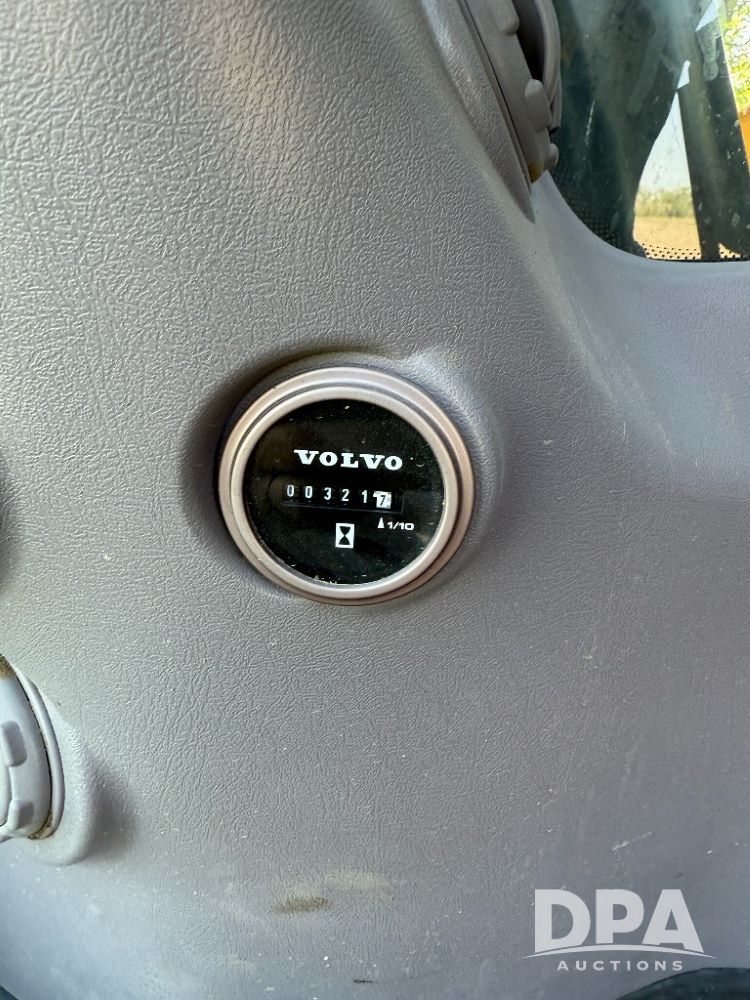 VOLVO
003217
1/10
DPA
AUCTIONS